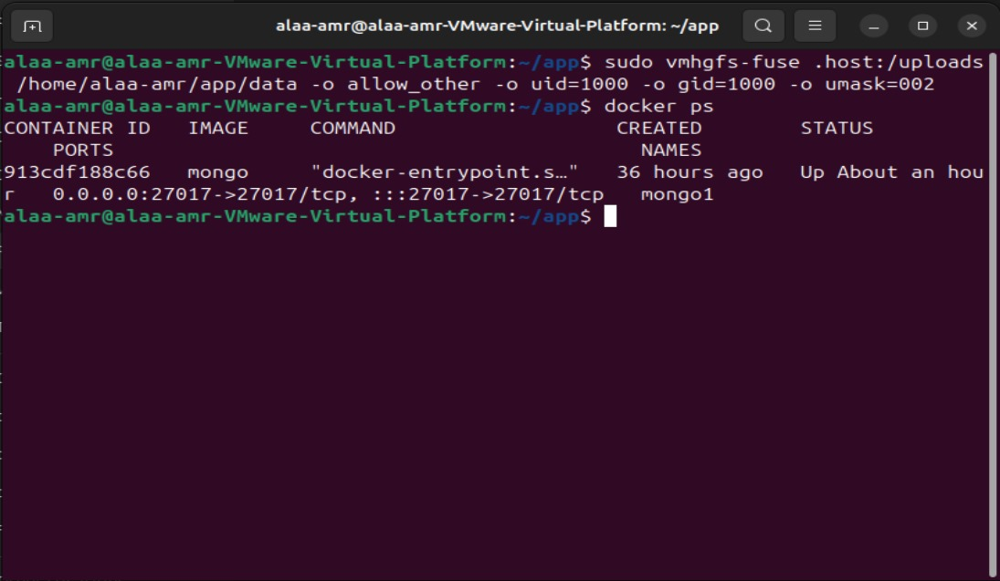 alaa-amr@alaa-amr-VMware-Virtual-Platform: ~/app
alaa-amr@alaa-amr-VMware-Virtual-Platform:~/app$ sudo vmhgfs-fuse .host:/uploads
/home/alaa-amr/app/data -o allow_other -o uid=1000 -o gid=1000 -o umask=002
alaa-amr@alaa-amr-VMware-Virtual-Platform:~/app$ docker ps
CONTAINER ID   IMAGE     COMMAND                  CREATED        STATUS
    PORTS                                           NAMES
913cdf188c66   mongo     "docker-entrypoint.s…"   36 hours ago   Up About an hou
r   0.0.0.0:27017->27017/tcp, :::27017->27017/tcp   mongo1
alaa-amr@alaa-amr-VMware-Virtual-Platform:~/app$